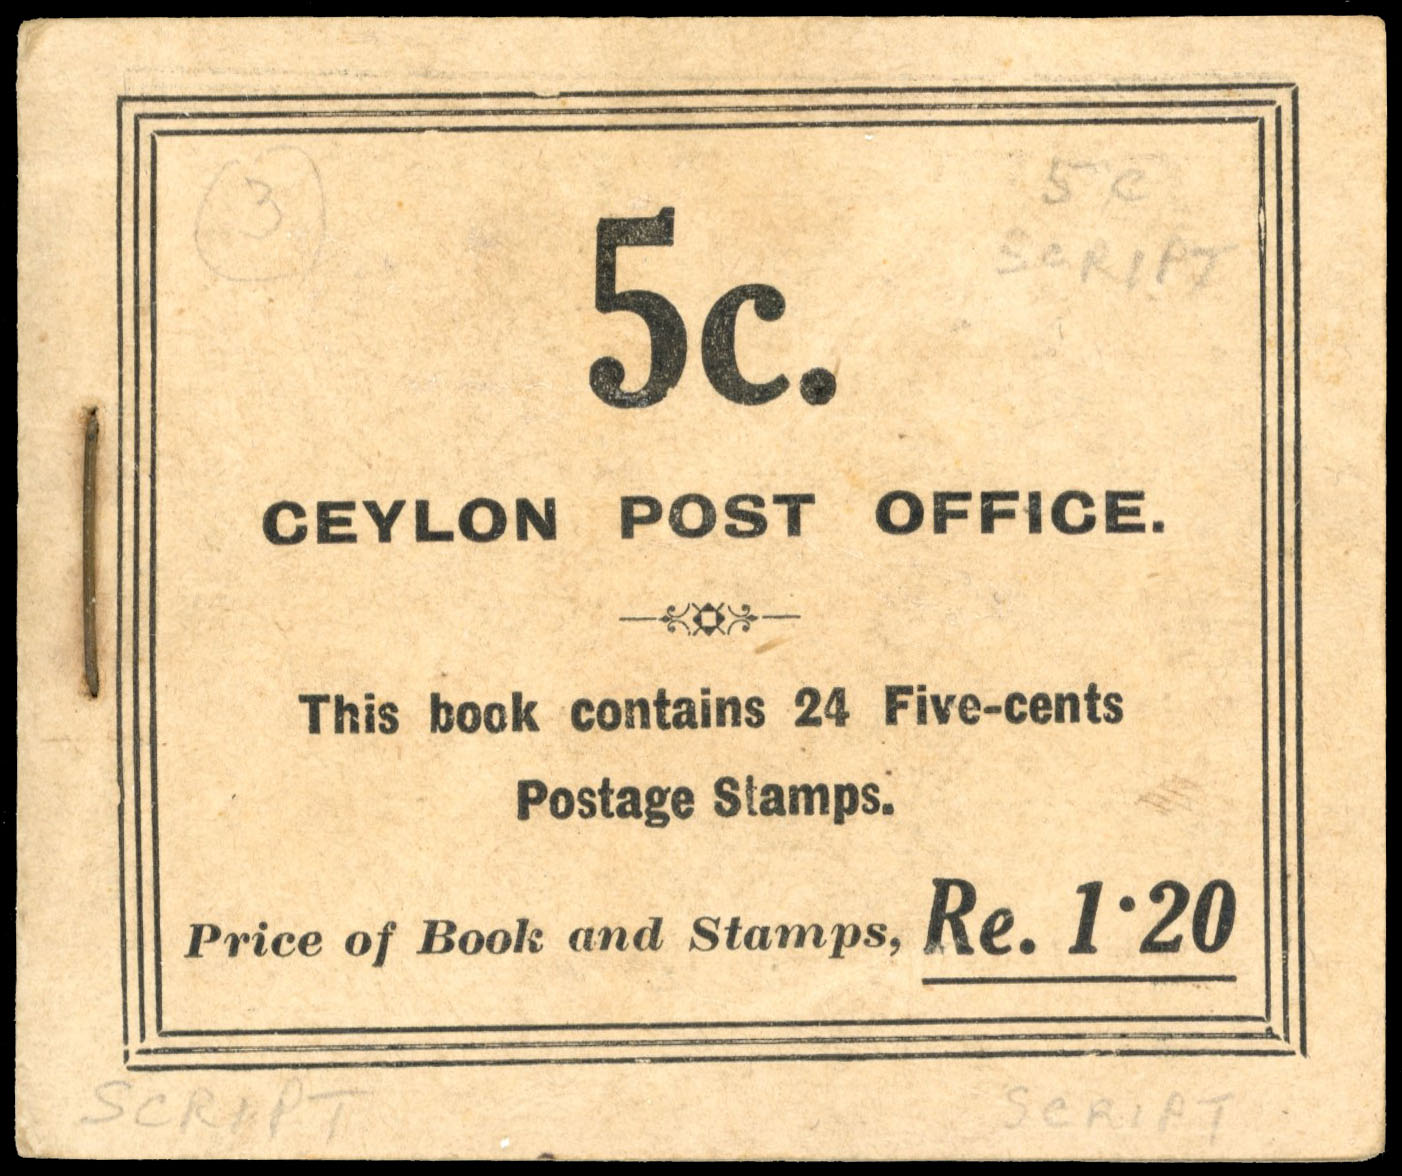 3
5c
SCRIPT
5c.
CEYLON POST OFFICE.
This book contains 24 Five-cents
Postage Stamps.
Price of Book and Stamps, Re. 1·20
SCRIPT SCRIPT